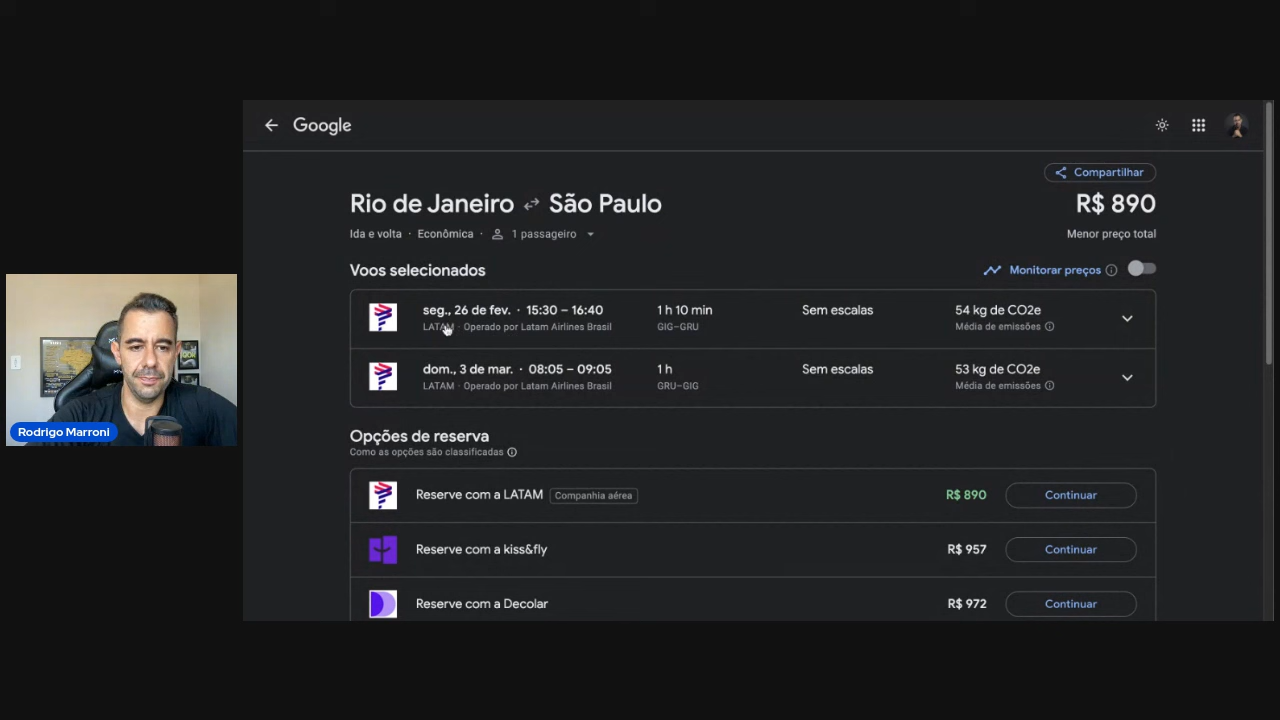 Google
Compartilhar
Rio de Janeiro São Paulo
R$ 890
Ida e volta · Econômica · 1 passageiro
Menor preço total
Voos selecionados
Monitorar preços
seg., 26 de fev. · 15:30 – 16:40 1 h 10 min Sem escalas 54 kg de CO2e
LATAM · Operado por Latam Airlines Brasil GIG–GRU Média de emissões
dom., 3 de mar. · 08:05 – 09:05 1 h Sem escalas 53 kg de CO2e
LATAM · Operado por Latam Airlines Brasil GRU–GIG Média de emissões
Rodrigo Marroni
Opções de reserva
Como as opções são classificadas
Reserve com a LATAM Companhia aérea R$ 890 Continuar
Reserve com a kiss&fly R$ 957 Continuar
Reserve com a Decolar R$ 972 Continuar